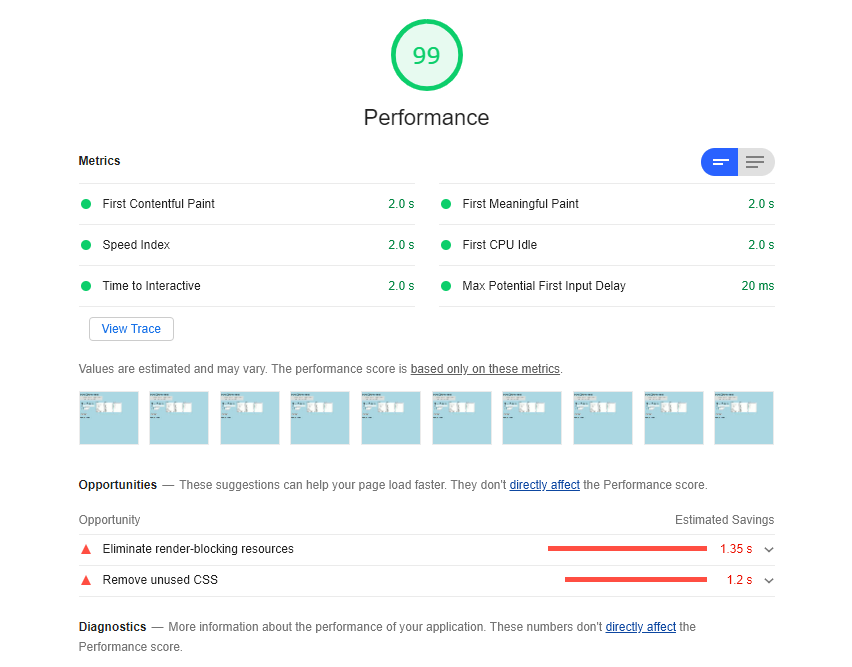 99
Performance
Metrics
First Contentful Paint 2.0 s
First Meaningful Paint 2.0 s
Speed Index 2.0 s
First CPU Idle 2.0 s
Time to Interactive 2.0 s
Max Potential First Input Delay 20 ms
View Trace
Values are estimated and may vary. The performance score is based only on these metrics.
Opportunities — These suggestions can help your page load faster. They don't directly affect the Performance score.
Opportunity Estimated Savings
Eliminate render-blocking resources 1.35 s
Remove unused CSS 1.2 s
Diagnostics — More information about the performance of your application. These numbers don't directly affect the
Performance score.